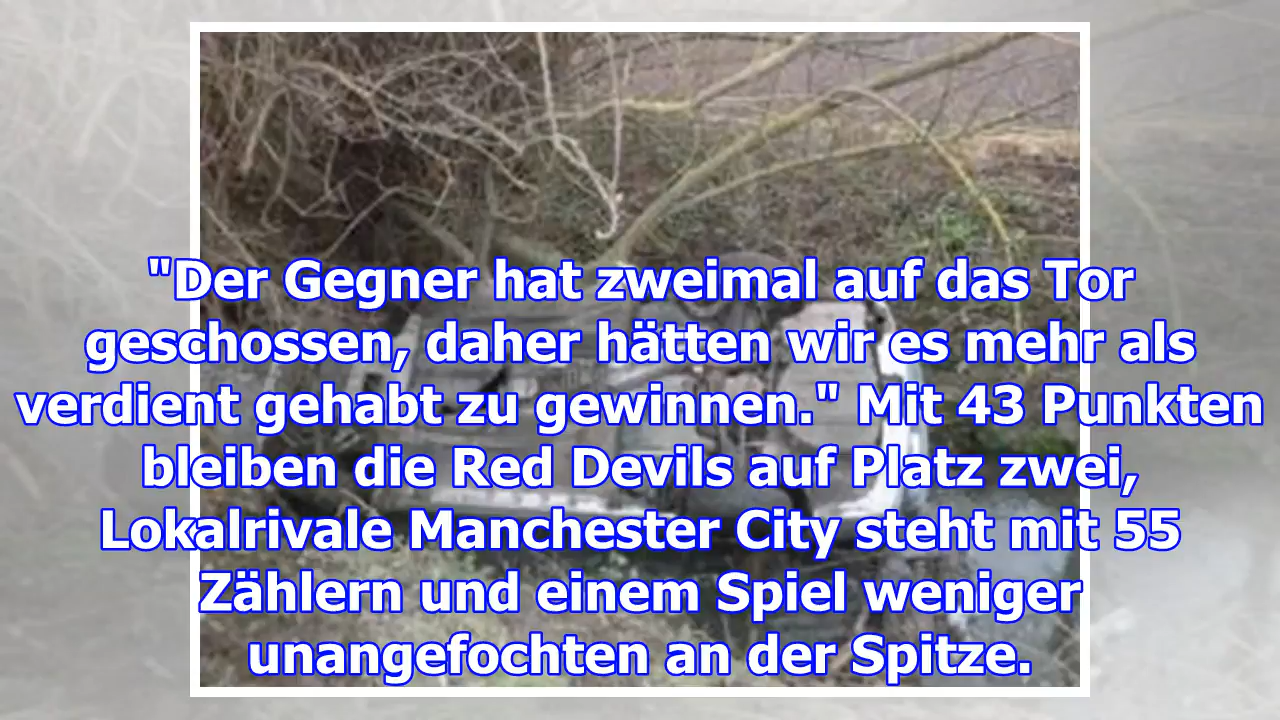 "Der Gegner hat zweimal auf das Tor
geschossen, daher hätten wir es mehr als
verdient gehabt zu gewinnen." Mit 43 Punkten
bleiben die Red Devils auf Platz zwei,
Lokalrivale Manchester City steht mit 55
Zählern und einem Spiel weniger
unangefochten an der Spitze.